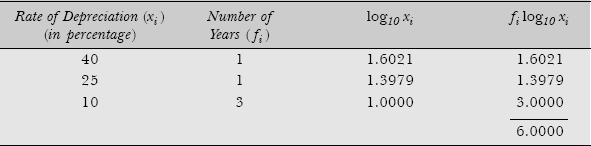 Rate of Depreciation (xᵢ) Number of log₁₀ xᵢ fᵢ log₁₀ xᵢ
(in percentage) Years (fᵢ)
40 1 1.6021 1.6021
25 1 1.3979 1.3979
10 3 1.0000 3.0000
6.0000